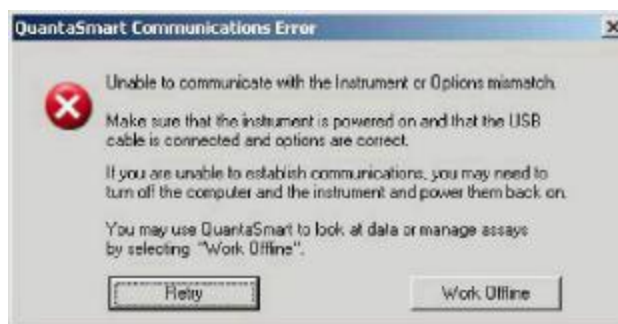 QuantaSmart Communications Error
Unable to communicate with the Instrument or Options mismatch.
Make sure that the instrument is powered on and that the USB
cable is connected and options are correct.
If you are unable to establish communications, you may need to
turn off the computer and the instrument and power them back on.
You may use QuantaSmart to look at data or manage assays
by selecting "Work Offline".
Retry
Work Offline